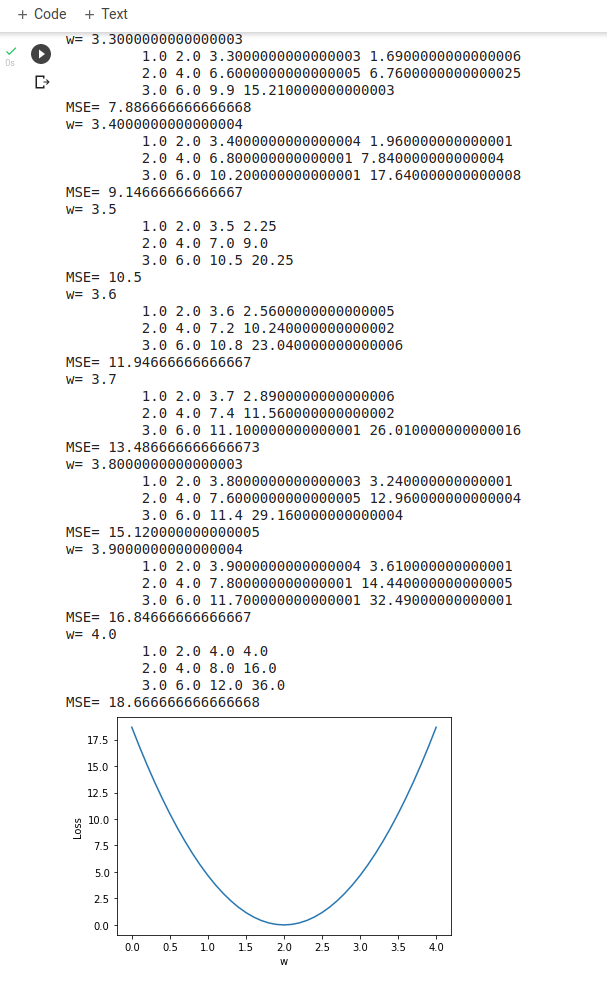 + Code + Text
w= 3.3000000000000003
1.0 2.0 3.3000000000000003 1.6900000000000006
2.0 4.0 6.6000000000000005 6.7600000000000025
3.0 6.0 9.9 15.210000000000003
MSE= 7.886666666666668
w= 3.4000000000000004
1.0 2.0 3.4000000000000004 1.960000000000001
2.0 4.0 6.800000000000001 7.840000000000004
3.0 6.0 10.200000000000001 17.640000000000008
MSE= 9.14666666666667
w= 3.5
1.0 2.0 3.5 2.25
2.0 4.0 7.0 9.0
3.0 6.0 10.5 20.25
MSE= 10.5
w= 3.6
1.0 2.0 3.6 2.5600000000000005
2.0 4.0 7.2 10.240000000000002
3.0 6.0 10.8 23.040000000000006
MSE= 11.94666666666667
w= 3.7
1.0 2.0 3.7 2.8900000000000006
2.0 4.0 7.4 11.560000000000002
3.0 6.0 11.100000000000001 26.010000000000016
MSE= 13.486666666666673
w= 3.8000000000000003
1.0 2.0 3.8000000000000003 3.240000000000001
2.0 4.0 7.6000000000000005 12.960000000000004
3.0 6.0 11.4 29.160000000000004
MSE= 15.120000000000005
w= 3.9000000000000004
1.0 2.0 3.9000000000000004 3.610000000000001
2.0 4.0 7.800000000000001 14.440000000000005
3.0 6.0 11.700000000000001 32.49000000000001
MSE= 16.84666666666667
w= 4.0
1.0 2.0 4.0 4.0
2.0 4.0 8.0 16.0
3.0 6.0 12.0 36.0
MSE= 18.666666666666668
0s
17.5
15.0
12.5
10.0
7.5
5.0
2.5
0.0
Loss
0.0 0.5 1.0 1.5 2.0 2.5 3.0 3.5 4.0
w